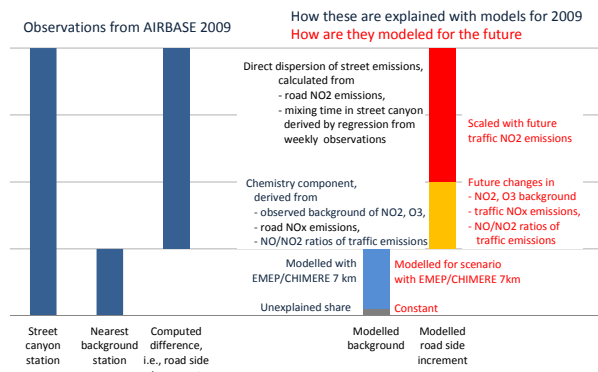 Observations from AIRBASE 2009
How these are explained with models for 2009
How are they modeled for the future
Direct dispersion of street emissions,
calculated from
- road NO2 emissions,
- mixing time in street canyon
derived by regression from
weekly observations
Scaled with future
traffic NO2 emissions
Chemistry component,
derived from
- observed background of NO2, O3,
- road NOx emissions,
- NO/NO2 ratios of traffic emissions
Future changes in
- NO2, O3 background
- traffic NOx emissions,
- NO/NO2 ratios of
traffic emissions
Modelled with
EMEP/CHIMERE 7 km
Modelled for scenario
with EMEP/CHIMERE 7km
Unexplained share
Constant
Street
canyon
station
Nearest
background
station
Computed
difference,
i.e., road side
Modelled
background
Modelled
road side
increment